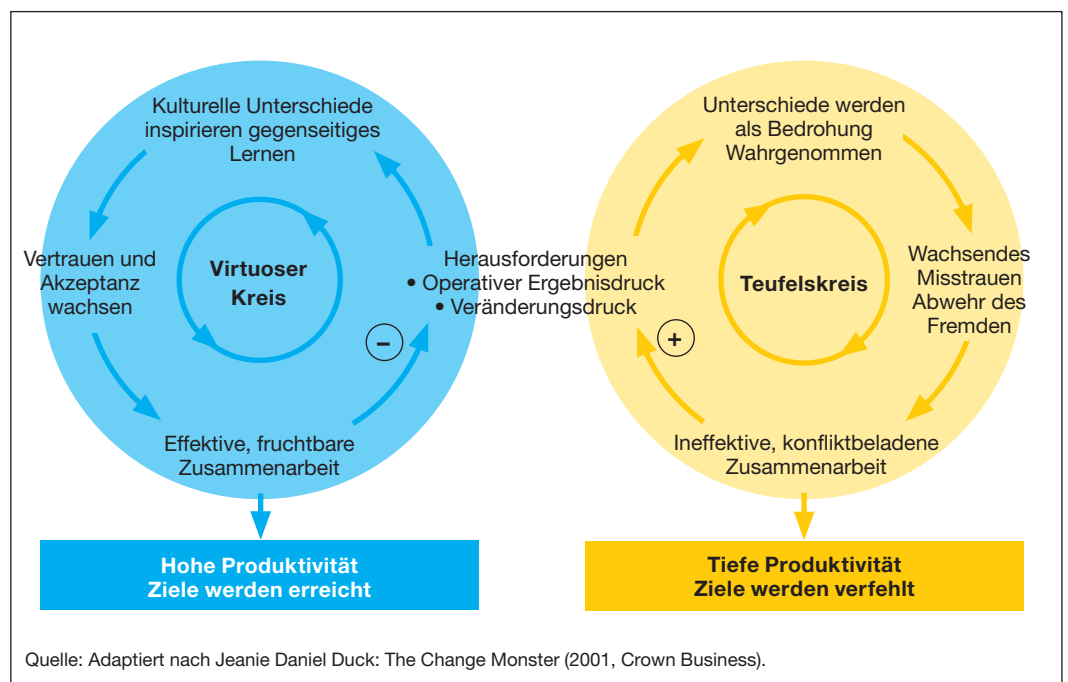 Kulturelle Unterschiede
inspirieren gegenseitiges
Lernen
Vertrauen und
Akzeptanz
wachsen
Virtuoser
Kreis
Herausforderungen
• Operativer Ergebnisdruck
• Veränderungsdruck
–
Effektive, fruchtbare
Zusammenarbeit
Hohe Produktivität
Ziele werden erreicht
Unterschiede werden
als Bedrohung
Wahrgenommen
Teufelskreis
Wachsendes
Misstrauen
Abwehr des
Fremden
+
Ineffektive, konfliktbeladene
Zusammenarbeit
Tiefe Produktivität
Ziele werden verfehlt
Quelle: Adaptiert nach Jeanie Daniel Duck: The Change Monster (2001, Crown Business).